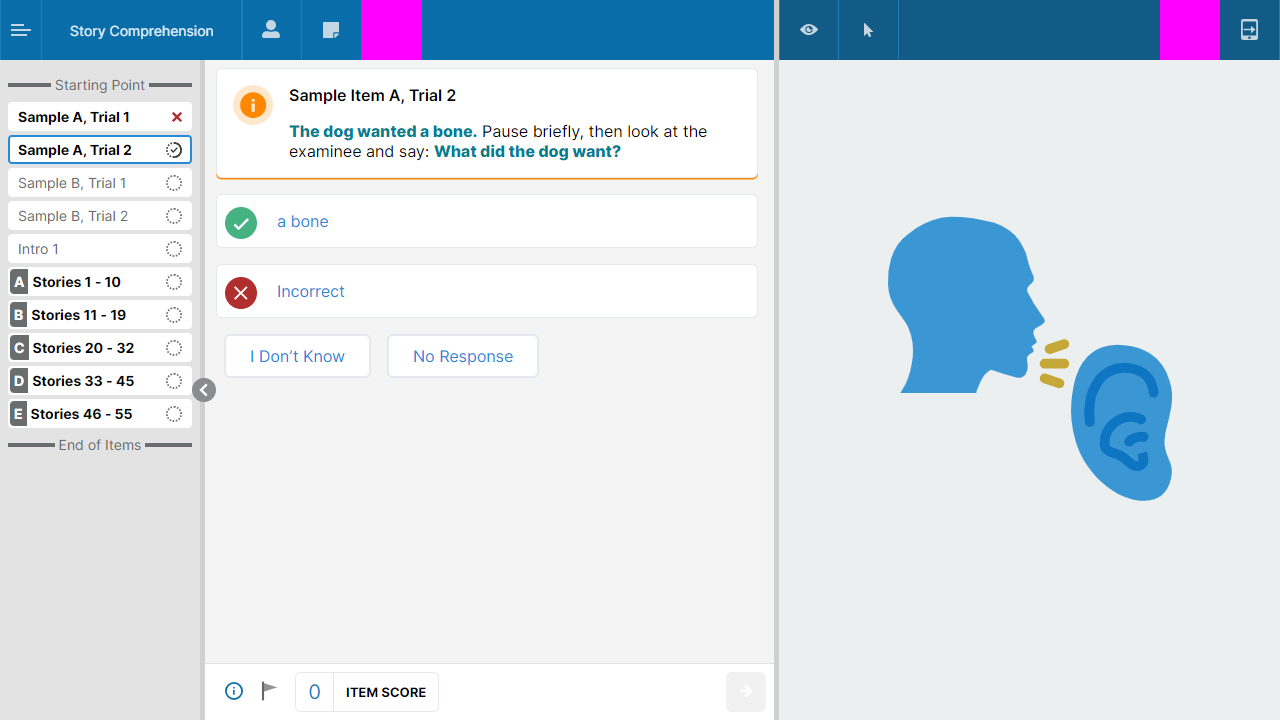 Story Comprehension
Starting Point
Sample A, Trial 1
Sample A, Trial 2
Sample B, Trial 1
Sample B, Trial 2
Intro 1
A Stories 1 - 10
B Stories 11 - 19
C Stories 20 - 32
D Stories 33 - 45
E Stories 46 - 55
End of Items
Sample Item A, Trial 2
The dog wanted a bone. Pause briefly, then look at the
examinee and say: What did the dog want?
a bone
Incorrect
I Don’t Know
No Response
0 ITEM SCORE